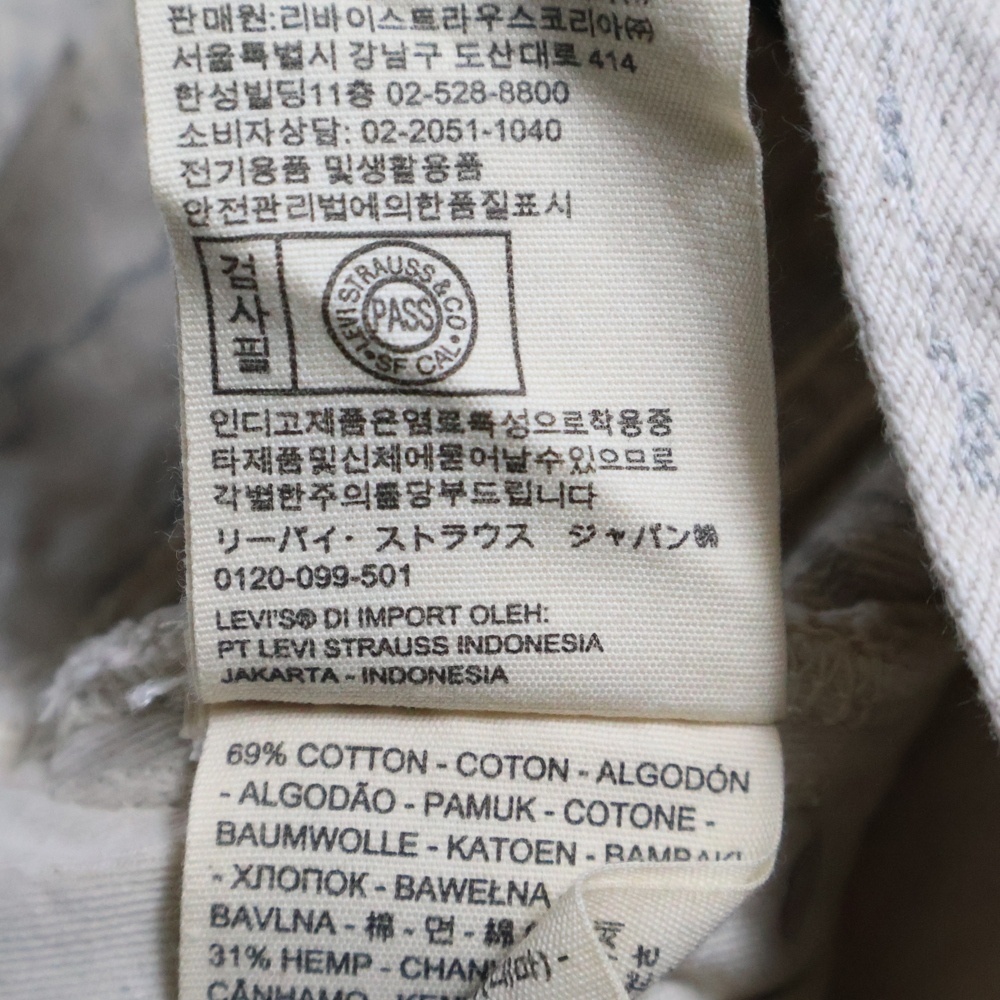 판매원:리바이스트라우스코리아㈜
서울특별시 강남구 도산대로 414
한성빌딩11층 02-528-8800
소비자상담: 02-2051-1040
전기용품 및생활용품
안전관리법에의한품질표시
검사필
LEVI STRAUSS & CO
PASS
• SF CAL •
인디고제품은염료특성으로착용중
타제품및신체에물어날수있으므로
각별한주의를당부드립니다
リーバイ・ストラウス ジャパン㈱
0120-099-501
LEVI'S® DI IMPORT OLEH:
PT LEVI STRAUSS INDONESIA
JAKARTA - INDONESIA
69% COTTON - COTON - ALGODÓN
- ALGODÃO - PAMUK - COTONE -
BAUMWOLLE - KATOEN - BAMBAKI
- ХЛОПОК - BAWEŁNA
BAVLNA - 棉 - 면 - 綿
31% HEMP - CHAN
CÂNHAMO - KEN